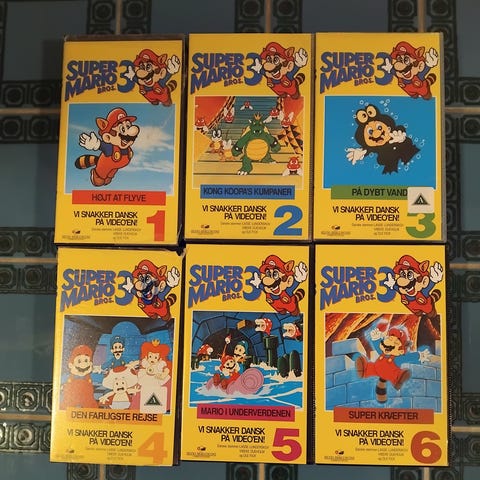 SUPER
MARIO 3
BROS.
HØJT AT FLYVE
VI SNAKKER DANSK
PÅ VIDEO'EN!
1
SUPER
MARIO 3
BROS.
KONG KOOPA'S KUMPANER
VI SNAKKER DANSK
PÅ VIDEO'EN!
2
SUPER
MARIO 3
BROS.
PÅ DYBT VAND
VI SNAKKER DANSK
PÅ VIDEO'EN!
3
SUPER
MARIO 3
BROS.
DEN FARLIGSTE REJSE
VI SNAKKER DANSK
PÅ VIDEO'EN!
4
SUPER
MARIO 3
BROS.
MARIO I UNDERVERDENEN
VI SNAKKER DANSK
PÅ VIDEO'EN!
5
SUPER
MARIO 3
BROS.
SUPER KRÆFTER
VI SNAKKER DANSK
PÅ VIDEO'EN!
6